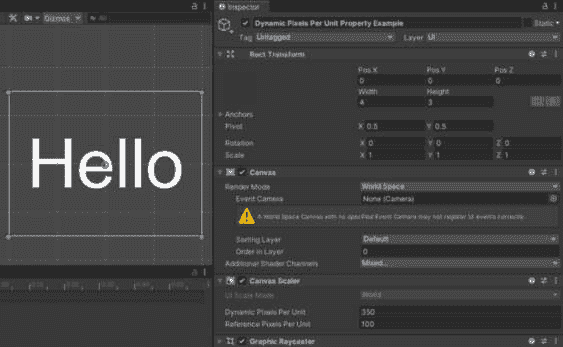 Inspector
Gizmos
Dynamic Pixels Per Unit Property Example
Static
Tag Untagged Layer UI
Rect Transform
Pos X Pos Y Pos Z
0 0 0
Width Height
4 3
Anchors
Pivot X 0.5 Y 0.5
Rotation X 0 Y 0 Z 0
Scale X 1 Y 1 Z 1
Hello
Canvas
Render Mode World Space
Event Camera None (Camera)
A World Space Canvas with no specified Event Camera may not register UI events correctly.
Sorting Layer Default
Order in Layer 0
Additional Shader Channels Mixed...
Canvas Scaler
UI Scale Mode World
Dynamic Pixels Per Unit 350
Reference Pixels Per Unit 100
Graphic Raycaster